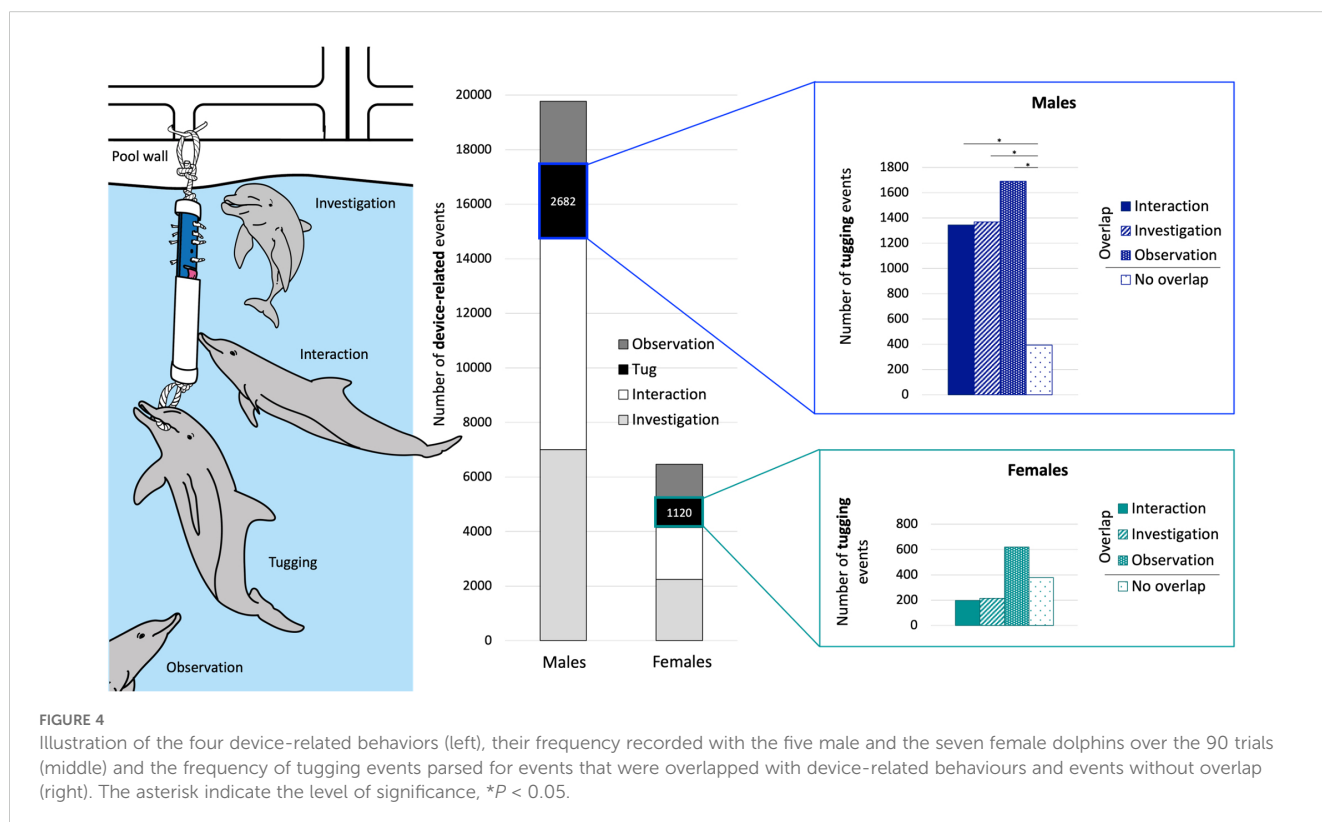 Pool wall
Investigation
Interaction
Tugging
Observation
Number of device-related events
20000
18000
16000
14000
12000
10000
8000
6000
4000
2000
0
2682
1120
Males
Females
Observation
Tug
Interaction
Investigation
Males
Number of tugging events
1800
1600
1400
1200
1000
800
600
400
200
0
* 
*
*
Overlap
Interaction
Investigation
Observation
No overlap
Females
Number of tugging
events
800
600
400
200
0
Overlap
Interaction
Investigation
Observation
No overlap
FIGURE 4
Illustration of the four device-related behaviors (left), their frequency recorded with the five male and the seven female dolphins over the 90 trials
(middle) and the frequency of tugging events parsed for events that were overlapped with device-related behaviours and events without overlap
(right). The asterisk indicate the level of significance, *P < 0.05.